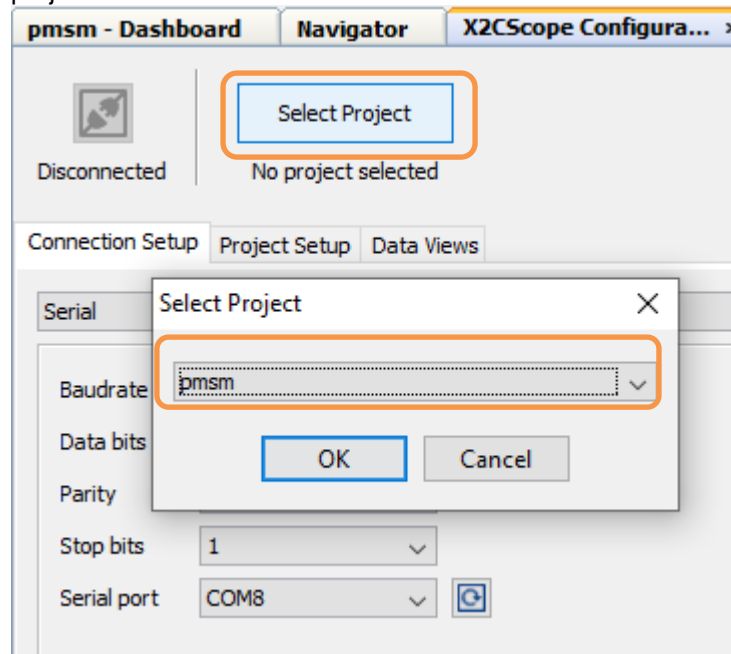 pmsm - Dashboard Navigator X2CScope Configura...
Select Project
Disconnected No project selected
Connection Setup Project Setup Data Views
Serial
Select Project
Baudrate
pmsm
Data bits
OK Cancel
Parity
Stop bits 1
Serial port COM8